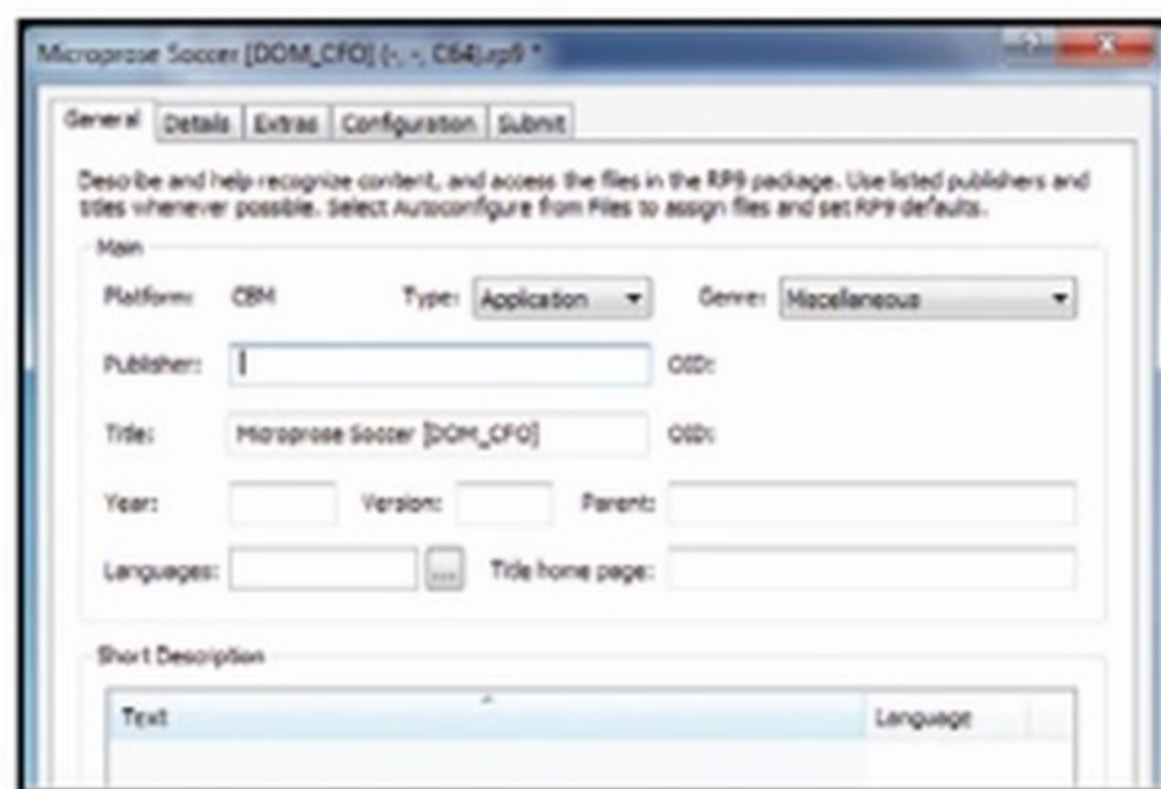 Microprose Soccer [DOM_CFO] (-, -, C64).rp9 *
General Details Extras Configuration Submit
Describe and help recognize content, and access the files in the RP9 package. Use listed publishers and
titles whenever possible. Select Autoconfigure from Files to assign files and set RP9 defaults.
Main
Platform: CBM Type: Application Genre: Miscellaneous
Publisher: OID:
Title: Microprose Soccer [DOM_CFO] OID:
Year: Version: Parent:
Languages: ... Title home page:
Short Description
Text Language